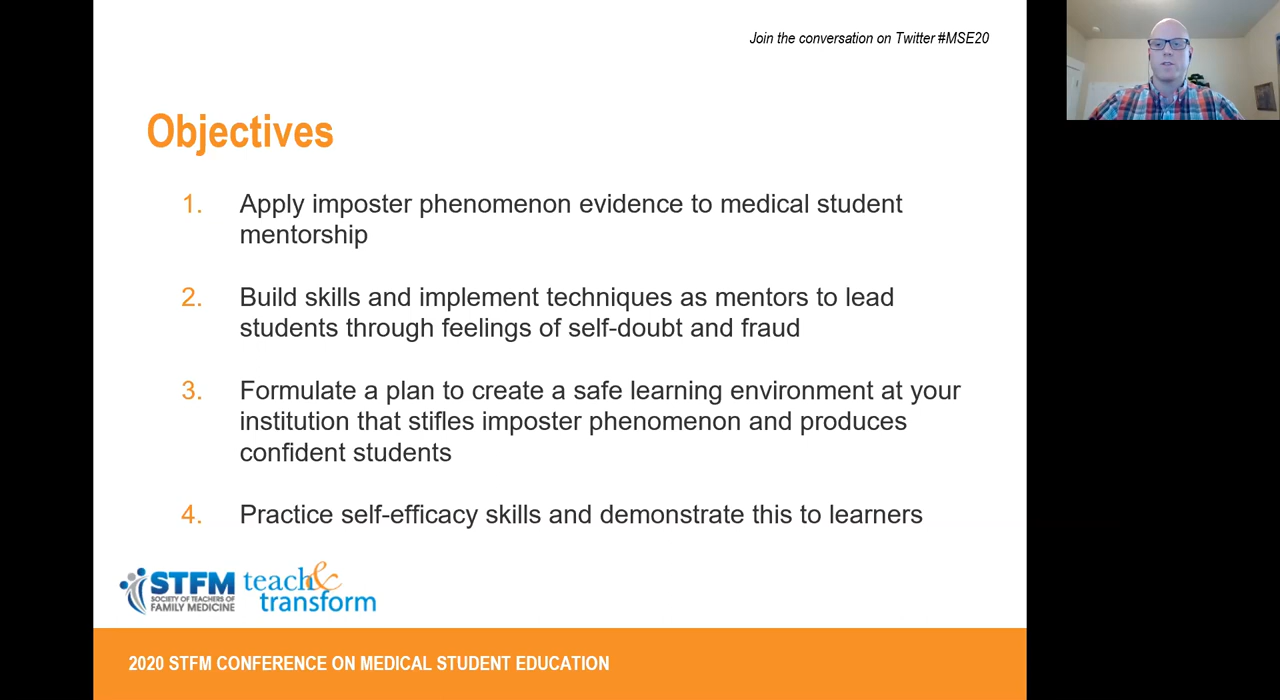 Join the conversation on Twitter #MSE20
Objectives
1. Apply imposter phenomenon evidence to medical student
mentorship
2. Build skills and implement techniques as mentors to lead
students through feelings of self-doubt and fraud
3. Formulate a plan to create a safe learning environment at your
institution that stifles imposter phenomenon and produces
confident students
4. Practice self-efficacy skills and demonstrate this to learners
STFM
SOCIETY OF TEACHERS OF
FAMILY MEDICINE
teach&
transform
2020 STFM CONFERENCE ON MEDICAL STUDENT EDUCATION